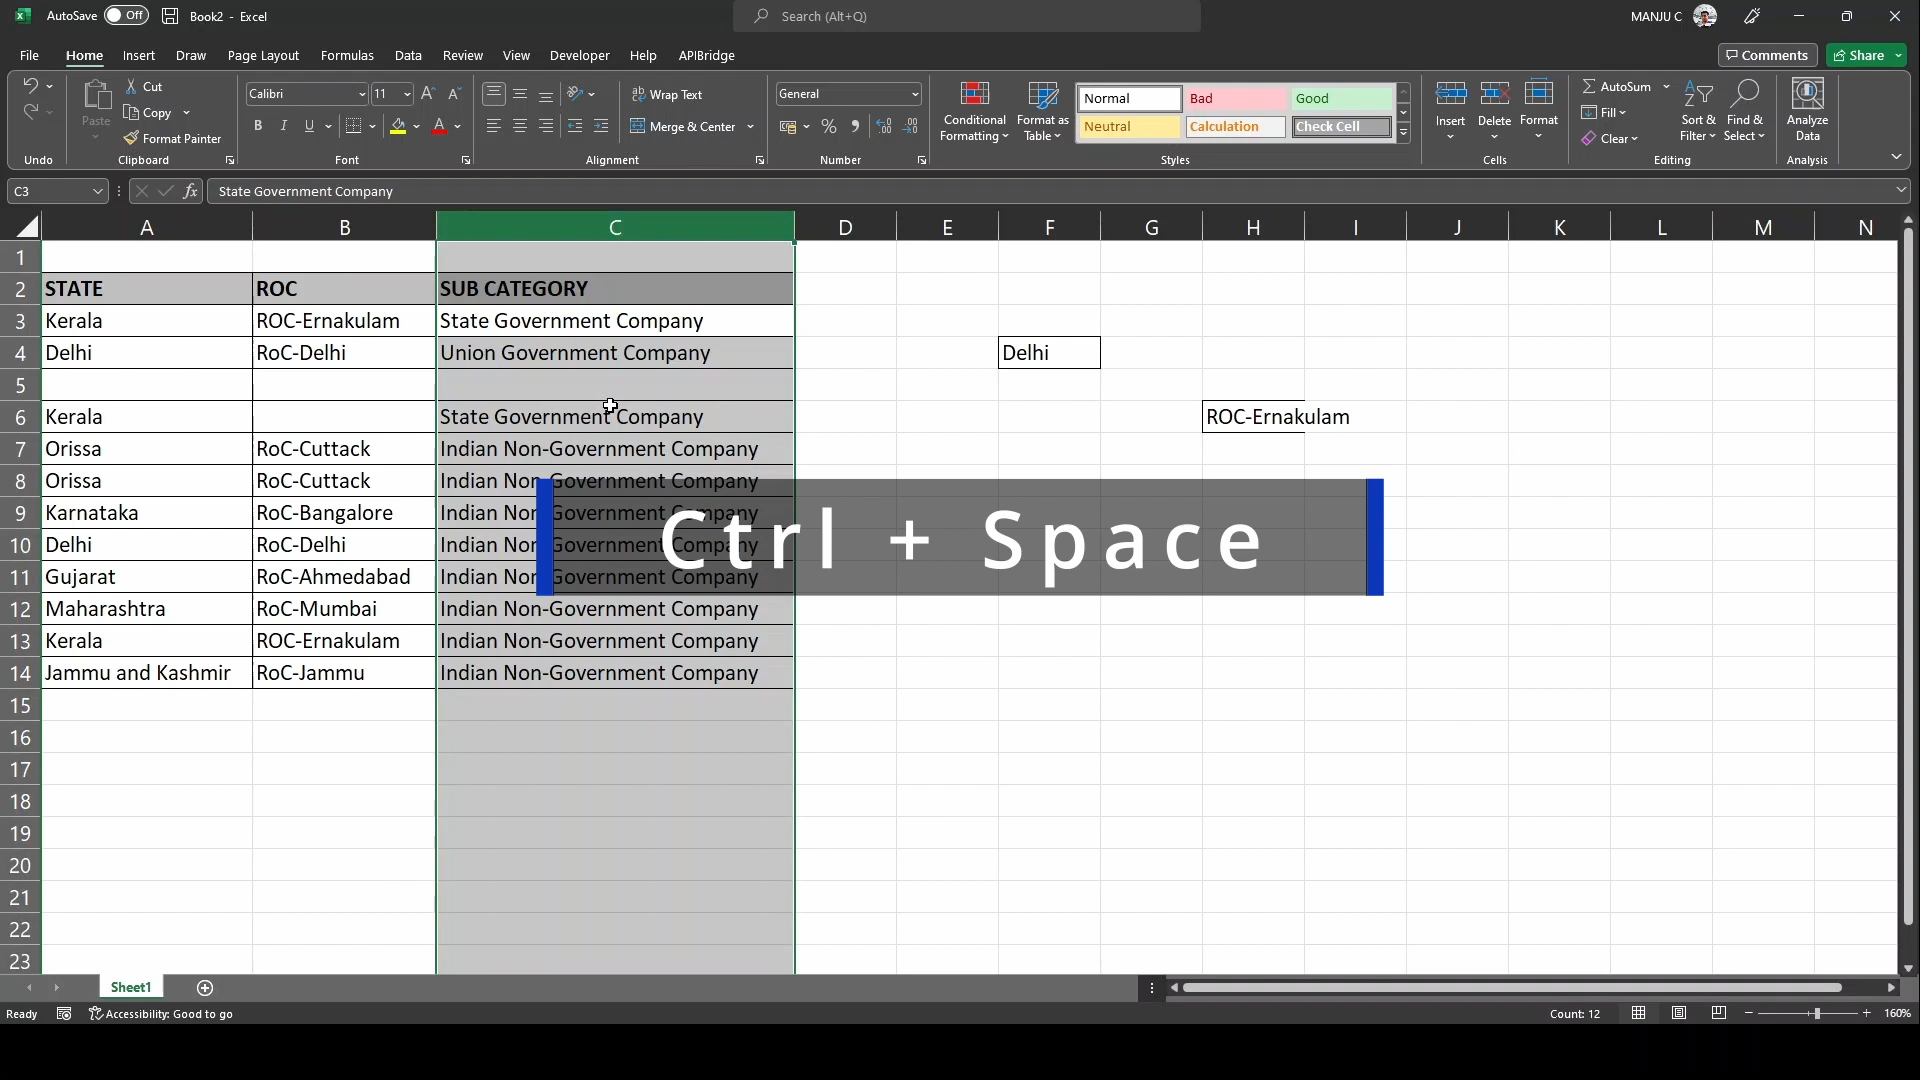 AutoSave Off Book2 - Excel Search (Alt+Q) MANJU C
File Home Insert Draw Page Layout Formulas Data Review View Developer Help APIBridge Comments Share
Paste Cut Copy Format Painter
Calibri 11 B I U A A A
Wrap Text Merge & Center
General % ,
Conditional Formatting Format as Table
Normal Bad Good
Neutral Calculation Check Cell
Insert Delete Format
AutoSum Fill Clear Sort & Filter Find & Select Analyze Data
Undo Clipboard Font Alignment Number Styles Cells Editing Analysis
C3 fx State Government Company
A B C D E F G H I J K L M N
1
2 STATE ROC SUB CATEGORY
3 Kerala ROC-Ernakulam State Government Company
4 Delhi RoC-Delhi Union Government Company Delhi
5
6 Kerala State Government Company ROC-Ernakulam
7 Orissa RoC-Cuttack Indian Non-Government Company
8 Orissa RoC-Cuttack Indian Non-Government Company
9 Karnataka RoC-Bangalore Indian Non-Government Company
10 Delhi RoC-Delhi Indian Non-Government Company
Ctrl + Space
11 Gujarat RoC-Ahmedabad Indian Non-Government Company
12 Maharashtra RoC-Mumbai Indian Non-Government Company
13 Kerala ROC-Ernakulam Indian Non-Government Company
14 Jammu and Kashmir RoC-Jammu Indian Non-Government Company
15
16
17
18
19
20
21
22
23
Sheet1
Ready Accessibility: Good to go Count: 12 160%